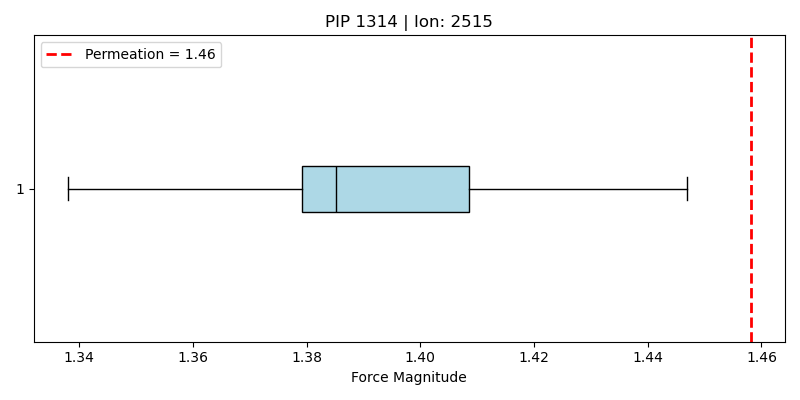 PIP 1314 | Ion: 2515
Permeation = 1.46
1
1.34 1.36 1.38 1.40 1.42 1.44 1.46
Force Magnitude